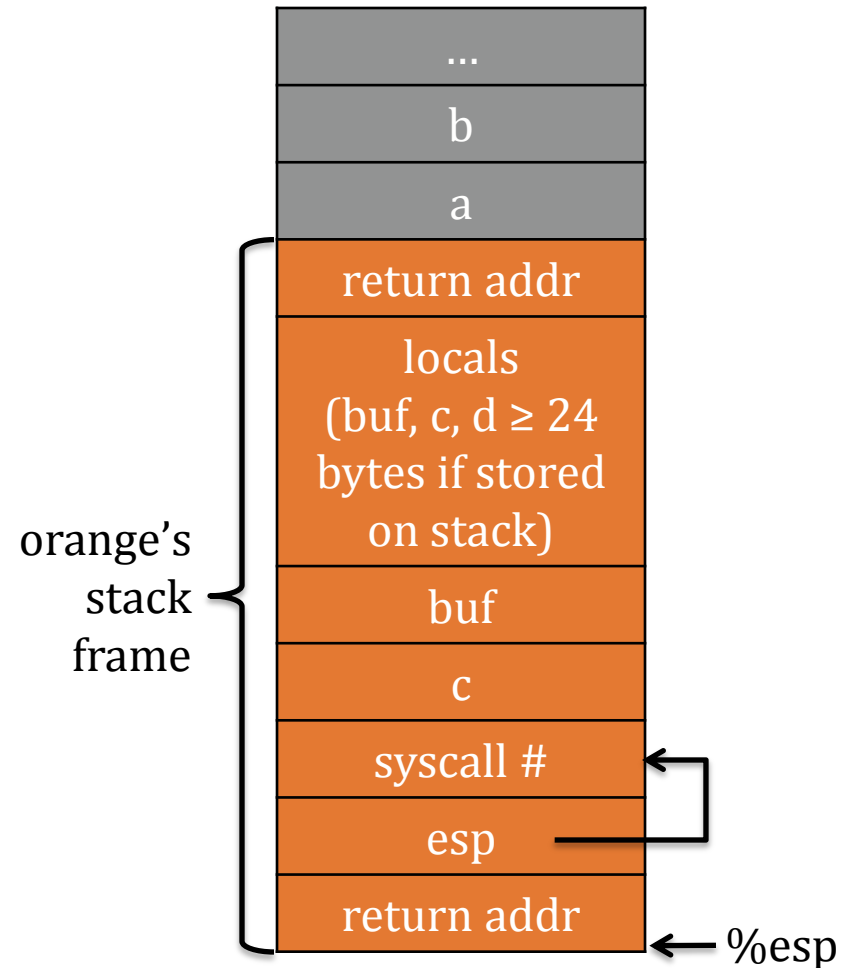 ...
b
a
return addr
locals
(buf, c, d ≥ 24
bytes if stored
on stack)
orange’s
stack
frame
buf
c
syscall #
esp
return addr
%esp